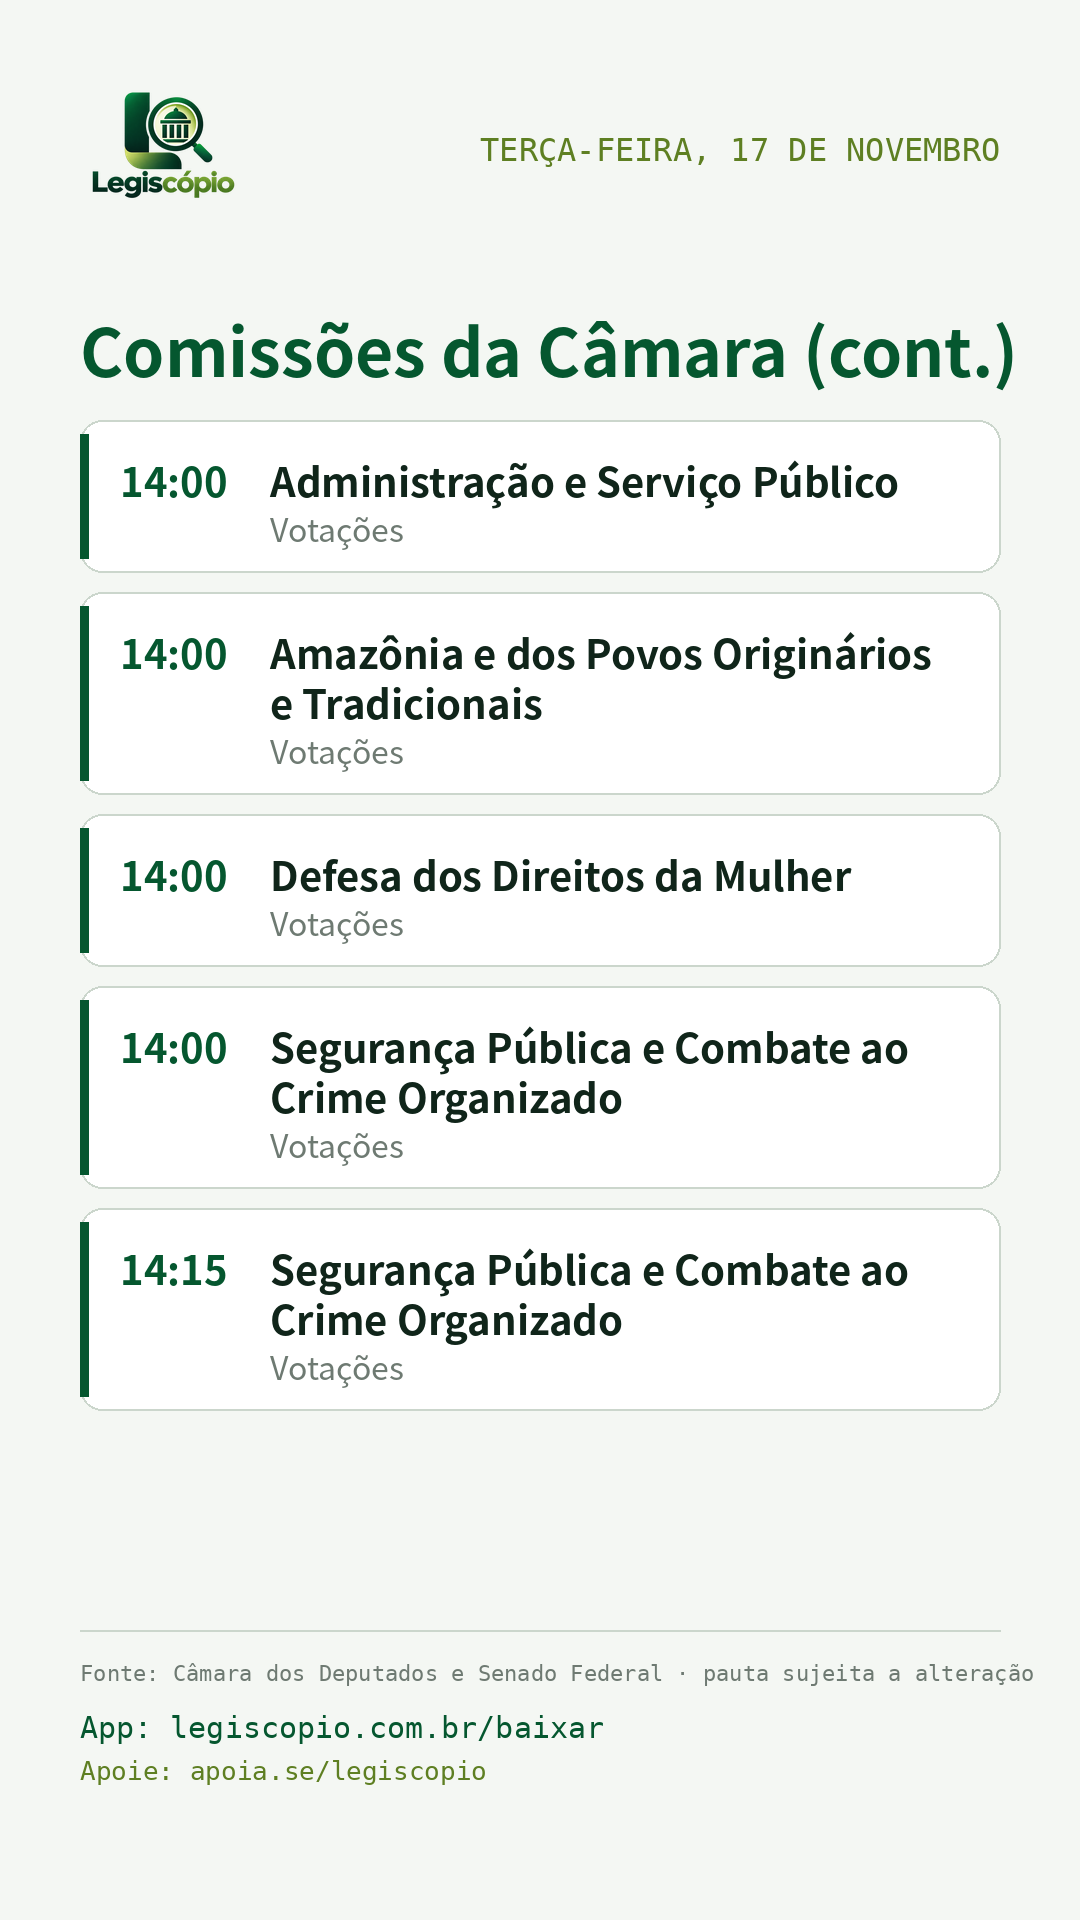 Legiscópio
TERÇA-FEIRA, 17 DE NOVEMBRO
Comissões da Câmara (cont.)
14:00 Administração e Serviço Público
Votações
14:00 Amazônia e dos Povos Originários
e Tradicionais
Votações
14:00 Defesa dos Direitos da Mulher
Votações
14:00 Segurança Pública e Combate ao
Crime Organizado
Votações
14:15 Segurança Pública e Combate ao
Crime Organizado
Votações
Fonte: Câmara dos Deputados e Senado Federal · pauta sujeita a alteração
App: legiscopio.com.br/baixar
Apoie: apoia.se/legiscopio